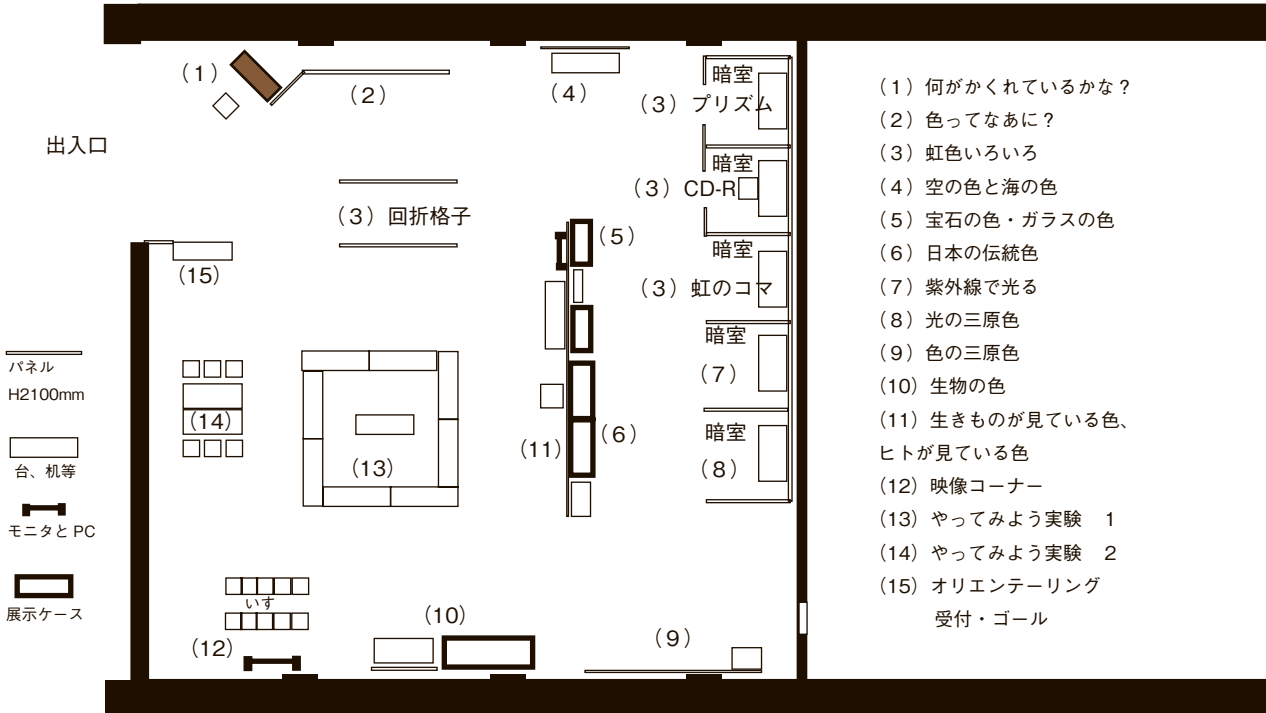 出入口
(1)
(2)
(4)
暗室
(3) プリズム
暗室
(3) CD-R
(3) 回折格子
(5)
暗室
(3) 虹のコマ
(15)
暗室
(7)
(14)
(13)
(11)
(6)
暗室
(8)
いす
(12)
(10)
(9)
パネル
H2100mm
台、机等
モニタと PC
展示ケース
(1) 何がかくれているかな？
(2) 色ってなあに？
(3) 虹色いろいろ
(4) 空の色と海の色
(5) 宝石の色・ガラスの色
(6) 日本の伝統色
(7) 紫外線で光る
(8) 光の三原色
(9) 色の三原色
(10) 生物の色
(11) 生きものが見ている色、
ヒトが見ている色
(12) 映像コーナー
(13) やってみよう実験　1
(14) やってみよう実験　2
(15) オリエンテーリング
受付・ゴール